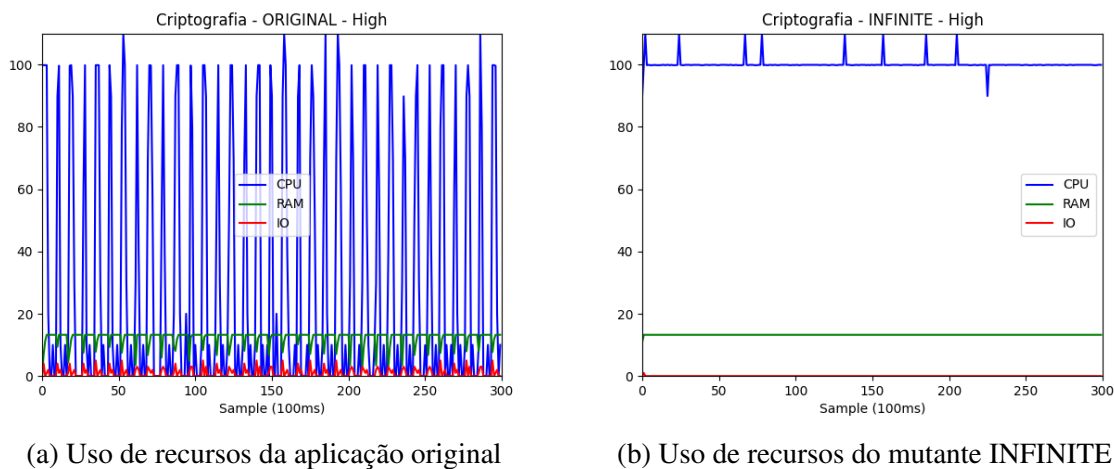 Criptografia - ORIGINAL - High
100
80
60
40
20
0
CPU
RAM
IO
0 50 100 150 200 250 300
Sample (100ms)
(a) Uso de recursos da aplicação original
Criptografia - INFINITE - High
100
80
60
40
20
0
CPU
RAM
IO
0 50 100 150 200 250 300
Sample (100ms)
(b) Uso de recursos do mutante INFINITE